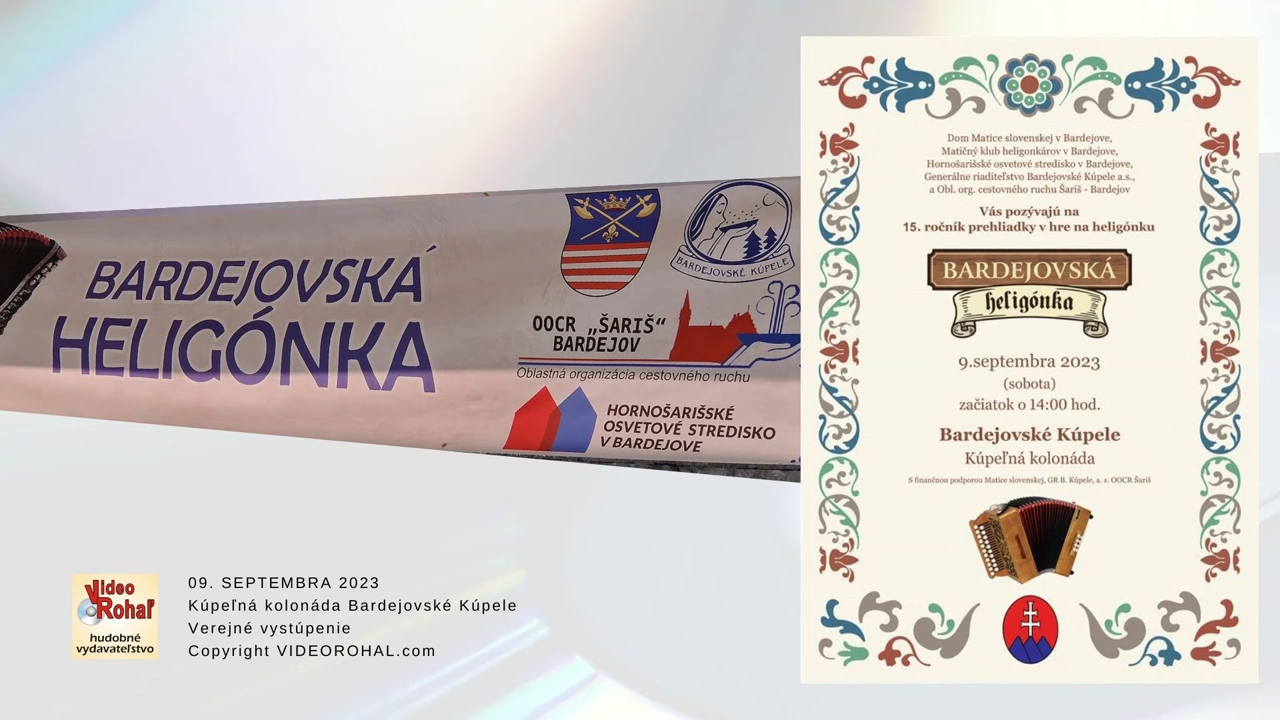 BARDEJOVSKÁ
HELIGÓNKA
BARDEJOVSKÉ KÚPELE
OOCR „ŠARIŠ“
BARDEJOV
Oblastná organizácia cestovného ruchu
HORNOŠARIŠSKÉ
OSVETOVÉ STREDISKO
V BARDEJOVE
Dom Matice slovenskej v Bardejove,
Matičný klub heligonkárov v Bardejove,
Hornošarišské osvetové stredisko v Bardejove,
Generálne riaditeľstvo Bardejovské Kúpele a.s.,
a Obl. org. cestovného ruchu Šariš - Bardejov
Vás pozývajú na
15. ročník prehliadky v hre na heligónku
BARDEJOVSKÁ
heligónka
9.septembra 2023
(sobota)
začiatok o 14:00 hod.
Bardejovské Kúpele
Kúpeľná kolonáda
S finančnou podporou Matice slovenskej, GR B. Kúpele, a. s. OOCR Šariš
Video
Rohaľ
hudobné
vydavateľstvo
09. SEPTEMBRA 2023
Kúpeľná kolonáda Bardejovské Kúpele
Verejné vystúpenie
Copyright VIDEOROHAL.com